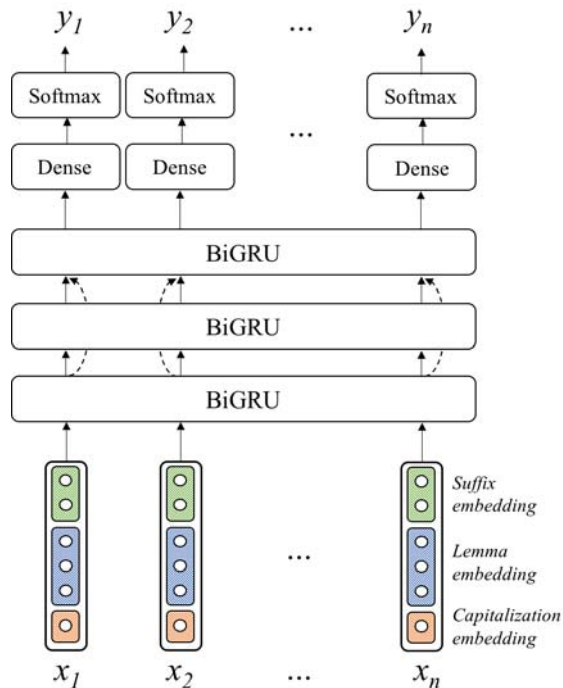 y1 y2 ... yn
Softmax Softmax Softmax
...
Dense Dense Dense
BiGRU
BiGRU
BiGRU
Suffix
embedding
Lemma
embedding
...
Capitalization
embedding
x1 x2 ... xn